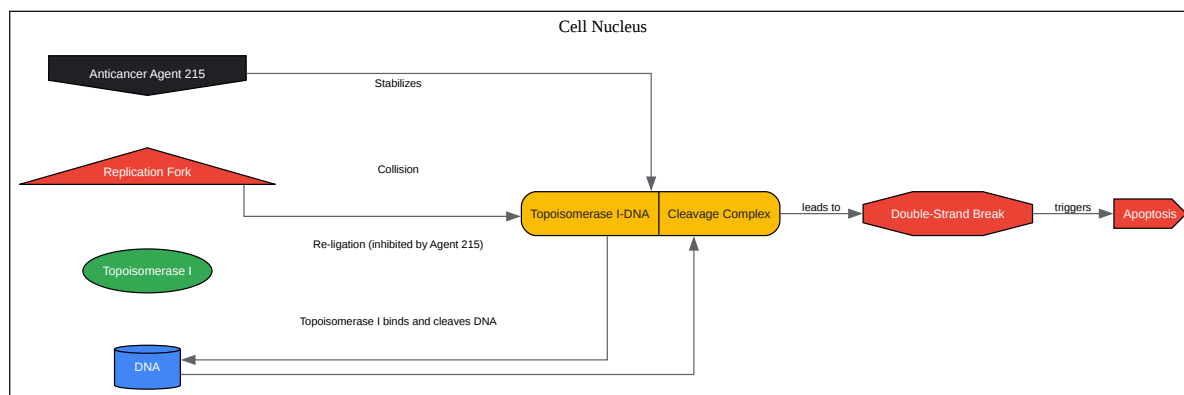 Cell Nucleus
Anticancer Agent 215
Stabilizes
Replication Fork
Collision
Topoisomerase I-DNA
Cleavage Complex
leads to
Double-Strand Break
triggers
Apoptosis
Re-ligation (inhibited by Agent 215)
Topoisomerase I
Topoisomerase I binds and cleaves DNA
DNA